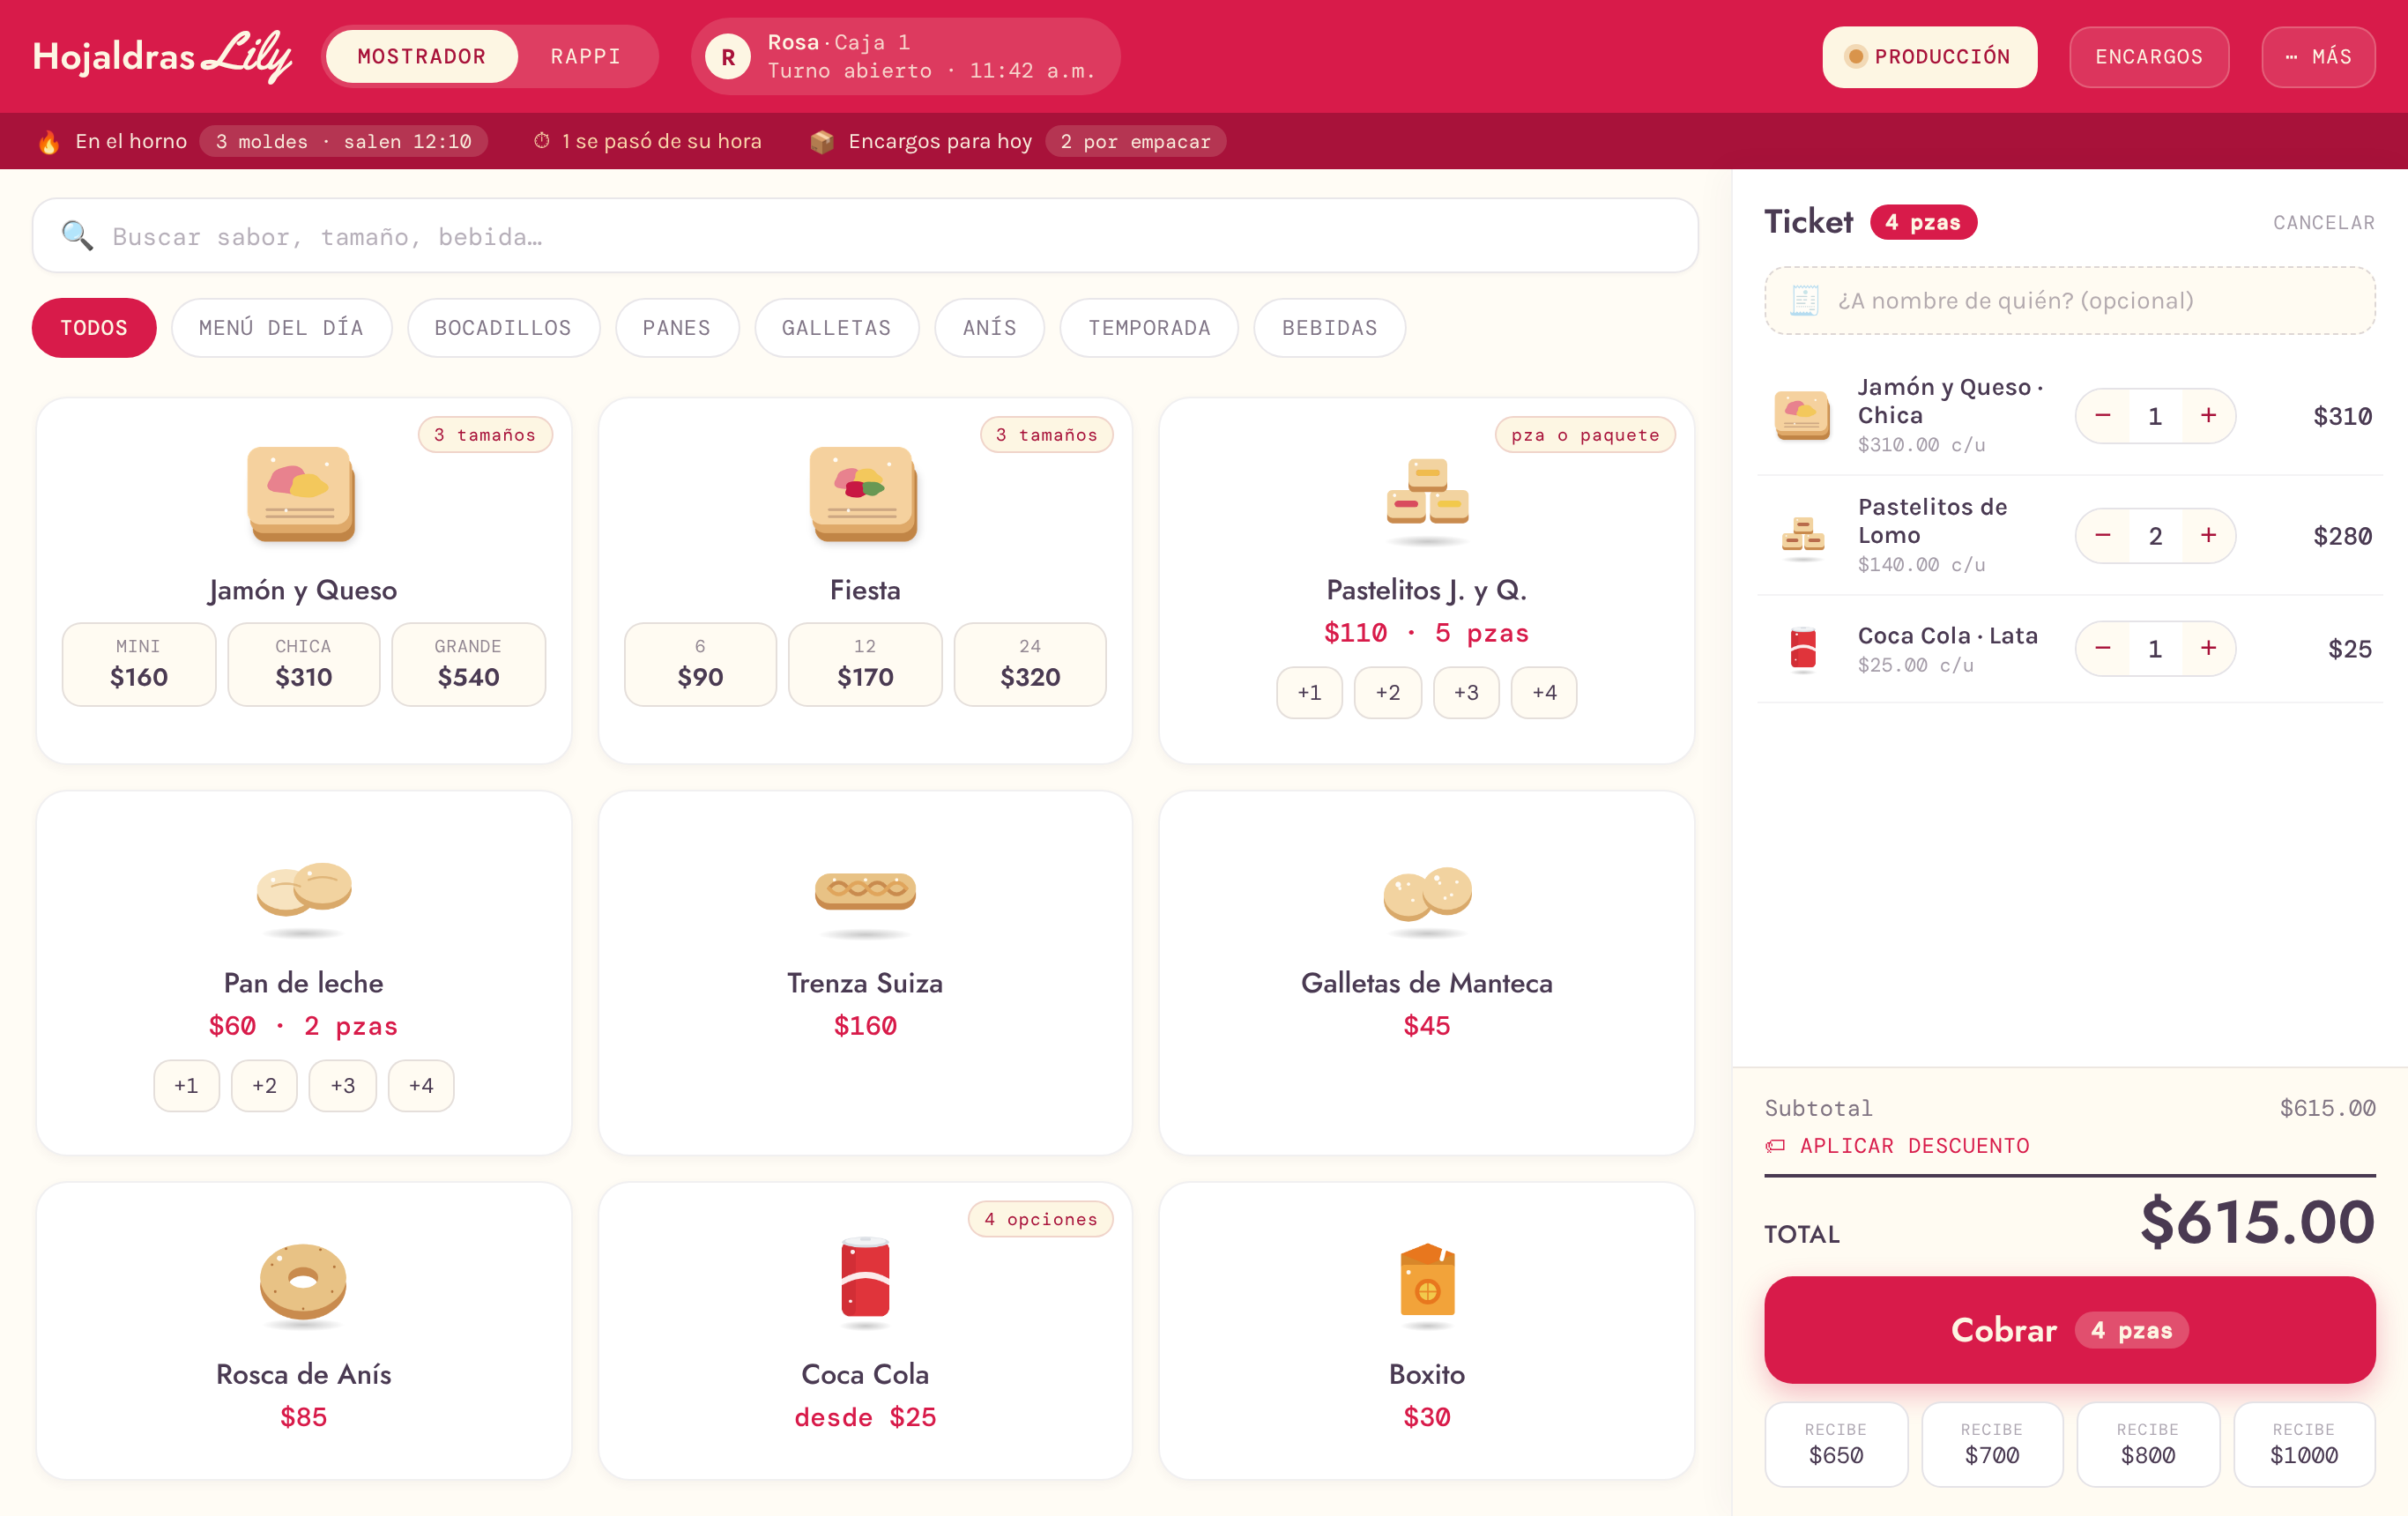 Hojaldras Lily
MOSTRADOR
RAPPI
R
Rosa · Caja 1
Turno abierto · 11:42 a.m.
PRODUCCIÓN
ENCARGOS
⋯ MÁS
🔥 En el horno 3 moldes · salen 12:10
⏱ 1 se pasó de su hora
📦 Encargos para hoy 2 por empacar
🔍 Buscar sabor, tamaño, bebida…
TODOS
MENÚ DEL DÍA
BOCADILLOS
PANES
GALLETAS
ANÍS
TEMPORADA
BEBIDAS
3 tamaños
Jamón y Queso
MINI
$160
CHICA
$310
GRANDE
$540
3 tamaños
Fiesta
6
$90
12
$170
24
$320
pza o paquete
Pastelitos J. y Q.
$110 · 5 pzas
+1
+2
+3
+4
Pan de leche
$60 · 2 pzas
+1
+2
+3
+4
Trenza Suiza
$160
Galletas de Manteca
$45
Rosca de Anís
$85
4 opciones
Coca Cola
desde $25
Boxito
$30
Ticket 4 pzas
CANCELAR
🧾 ¿A nombre de quién? (opcional)
Jamón y Queso ·
Chica
$310.00 c/u
− 1 +
$310
Pastelitos de
Lomo
$140.00 c/u
− 2 +
$280
Coca Cola · Lata
$25.00 c/u
− 1 +
$25
Subtotal $615.00
🏷 APLICAR DESCUENTO
TOTAL $615.00
Cobrar 4 pzas
RECIBE
$650
RECIBE
$700
RECIBE
$800
RECIBE
$1000